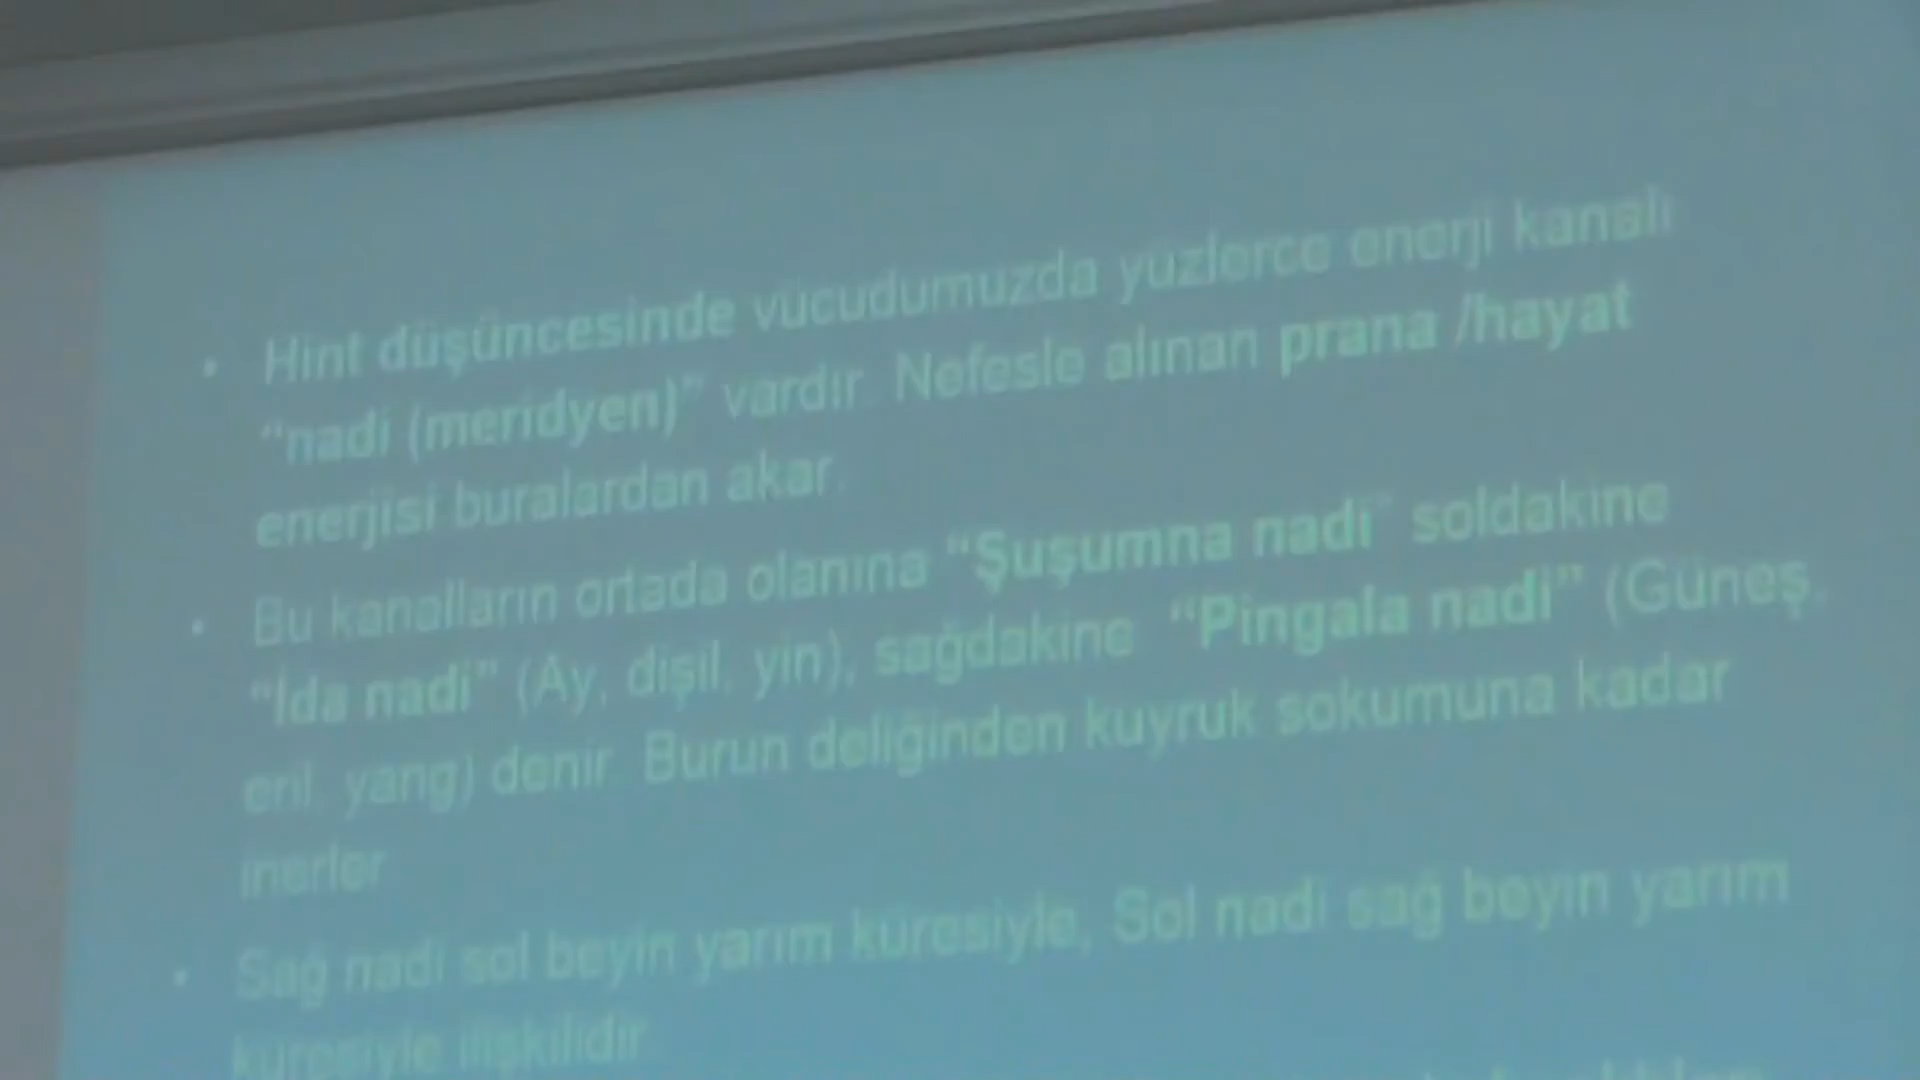 • Hint düşüncesinde vücudumuzda yüzlerce enerji kanalı
“nadi (meridyen)” vardır. Nefesle alınan prana /hayat
enerjisi buralardan akar.
• Bu kanalların ortada olanına “Şuşumna nadi” soldakine
“İda nadi” (Ay, dişil, yin), sağdakine “Pingala nadi” (Güneş,
eril, yang) denir. Burun deliğinden kuyruk sokumuna kadar
inerler.
• Sağ nadi sol beyin yarım küresiyle, Sol nadi sağ beyin yarım
küresiyle ilişkilidir.